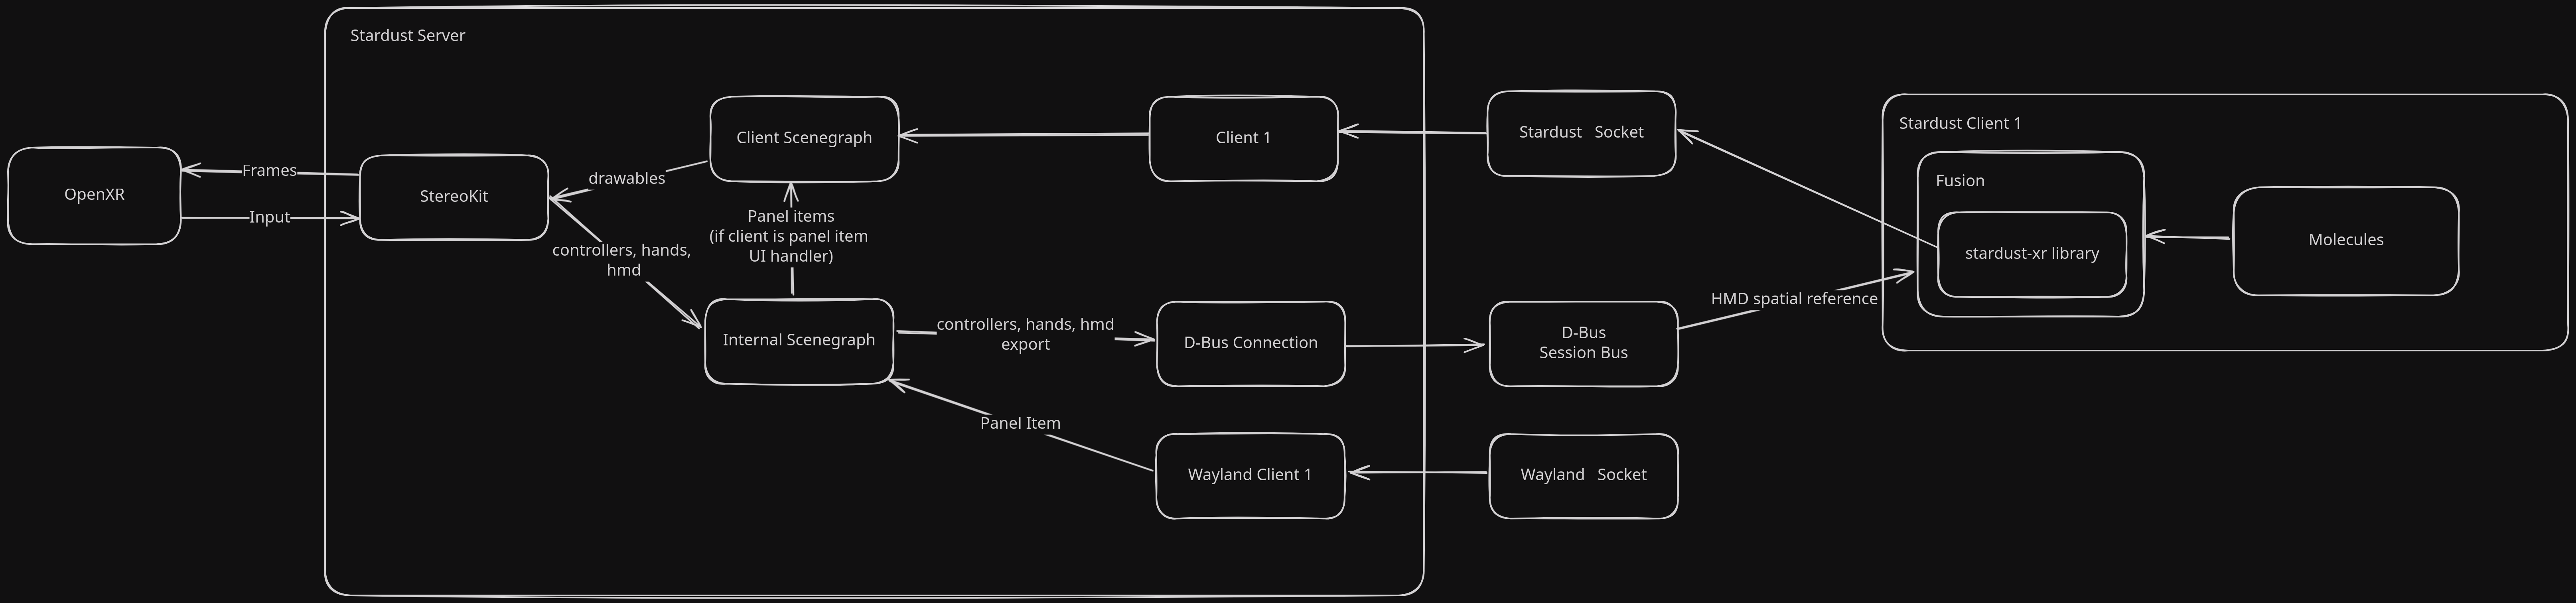 Stardust Server
OpenXR
Frames
Input
StereoKit
drawables
controllers, hands,
hmd
Client Scenegraph
Panel items
(if client is panel item
UI handler)
Internal Scenegraph
controllers, hands, hmd
export
Panel Item
Client 1
D-Bus Connection
Wayland Client 1
Stardust Socket
D-Bus
Session Bus
Wayland Socket
HMD spatial reference
Stardust Client 1
Fusion
stardust-xr library
Molecules